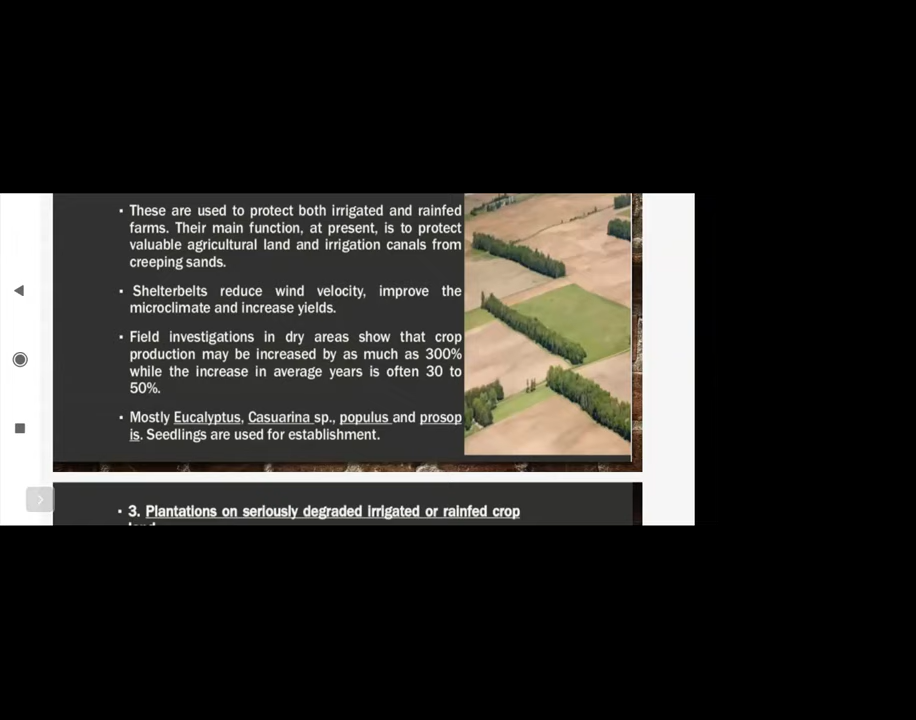 ▪ These are used to protect both irrigated and rainfed
farms. Their main function, at present, is to protect
valuable agricultural land and irrigation canals from
creeping sands.
▪ Shelterbelts reduce wind velocity, improve the
microclimate and increase yields.
▪ Field investigations in dry areas show that crop
production may be increased by as much as 300%
while the increase in average years is often 30 to
50%.
▪ Mostly Eucalyptus, Casuarina sp., populus and prosop
is. Seedlings are used for establishment.
▪ 3. Plantations on seriously degraded irrigated or rainfed crop